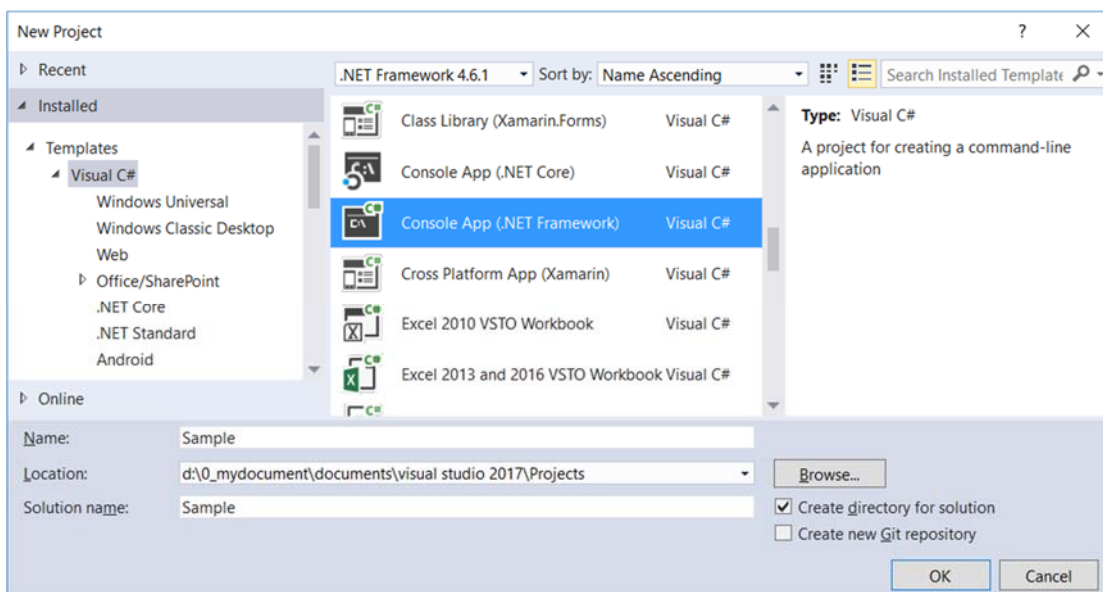 New Project ?
Recent
.NET Framework 4.6.1 Sort by: Name Ascending Search Installed Template
Installed
Templates
Visual C#
Windows Universal
Windows Classic Desktop
Web
Office/SharePoint
.NET Core
.NET Standard
Android
Online
Class Library (Xamarin.Forms) Visual C#
Console App (.NET Core) Visual C#
Console App (.NET Framework) Visual C#
Cross Platform App (Xamarin) Visual C#
Excel 2010 VSTO Workbook Visual C#
Excel 2013 and 2016 VSTO Workbook Visual C#
Type: Visual C#
A project for creating a command-line
application
Name: Sample
Location: d:\0_mydocument\documents\visual studio 2017\Projects Browse...
Solution name: Sample
Create directory for solution
Create new Git repository
OK Cancel